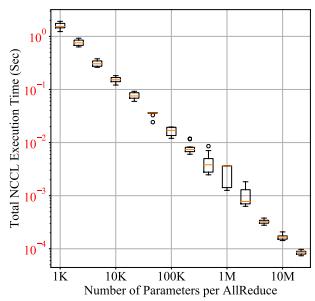 Total NCCL Execution Time (Sec)
10^0
10^-1
10^-2
10^-3
10^-4
1K 10K 100K 1M 10M
Number of Parameters per AllReduce